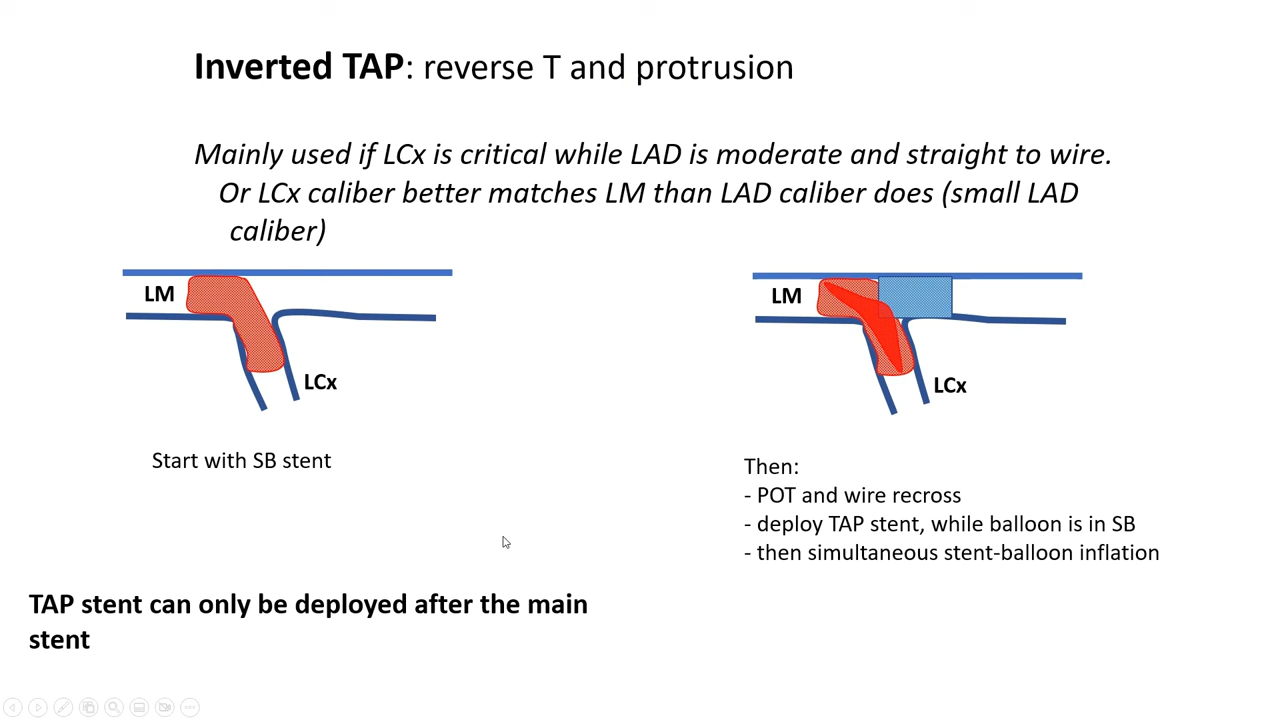 Inverted TAP: reverse T and protrusion
Mainly used if LCx is critical while LAD is moderate and straight to wire.
Or LCx caliber better matches LM than LAD caliber does (small LAD
caliber)
LM
LCx
Start with SB stent
LM
LCx
Then:
- POT and wire recross
- deploy TAP stent, while balloon is in SB
- then simultaneous stent-balloon inflation
TAP stent can only be deployed after the main
stent